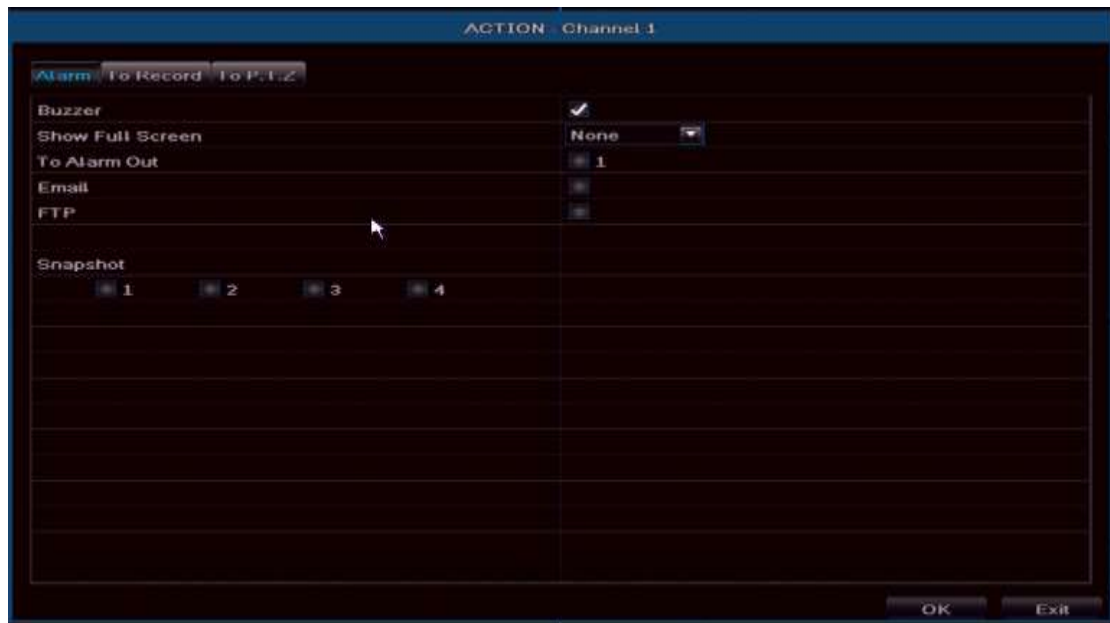 ACTION Channel 1
Alarm To Record To P.T.Z
Buzzer
Show Full Screen None
To Alarm Out 1
Email
FTP
Snapshot
1 2 3 4
OK Exit